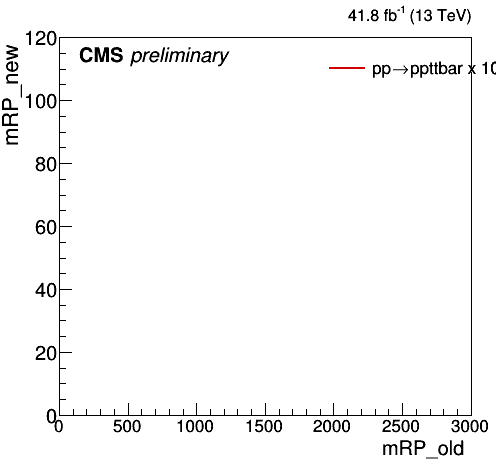 41.8 fb⁻¹ (13 TeV)
120
CMS preliminary
mRP_new
pp→ppttbar x 10
100
80
60
40
20
0
0 500 1000 1500 2000 2500 3000
mRP_old